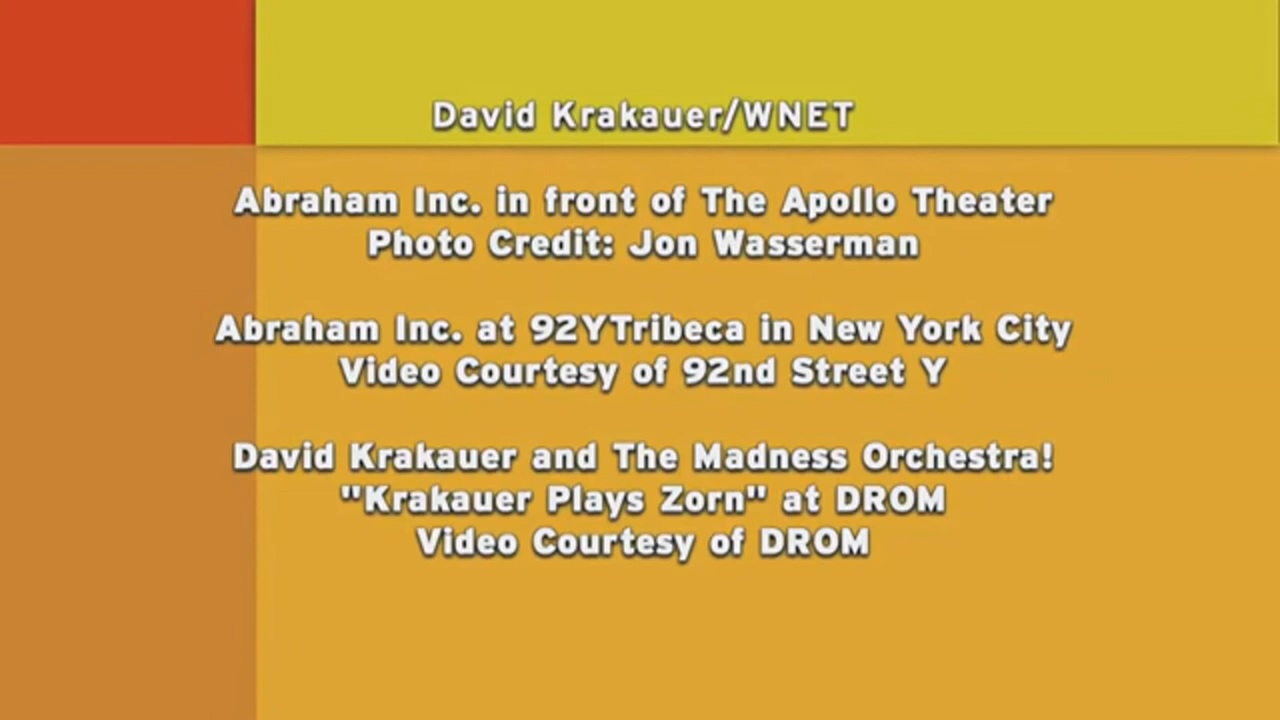 David Krakauer/WNET
Abraham Inc. in front of The Apollo Theater
Photo Credit: Jon Wasserman
Abraham Inc. at 92YTribeca in New York City
Video Courtesy of 92nd Street Y
David Krakauer and The Madness Orchestra!
"Krakauer Plays Zorn" at DROM
Video Courtesy of DROM